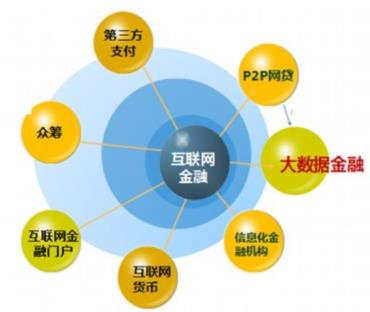 第三方
支付
P2P网贷
众筹
互联网
金融
大数据金融
互联网金
融门户
信息化金
融机构
互联网
货币